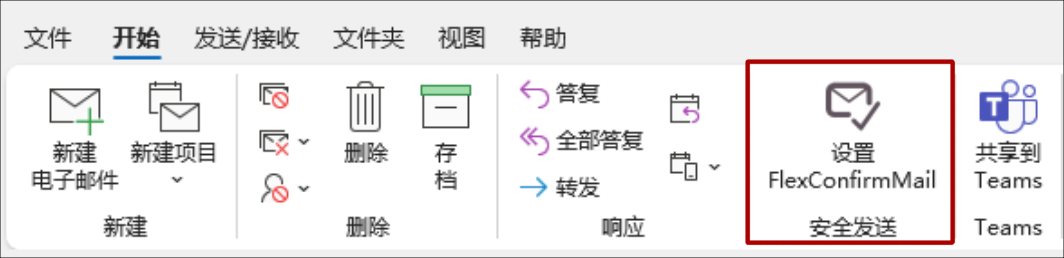 文件 开始 发送/接收 文件夹 视图 帮助
新建
电子邮件
新建项目
新建
删除
存
档
删除
答复
全部答复
转发
响应
设置
FlexConfirmMail
安全发送
T
共享到
Teams
Teams